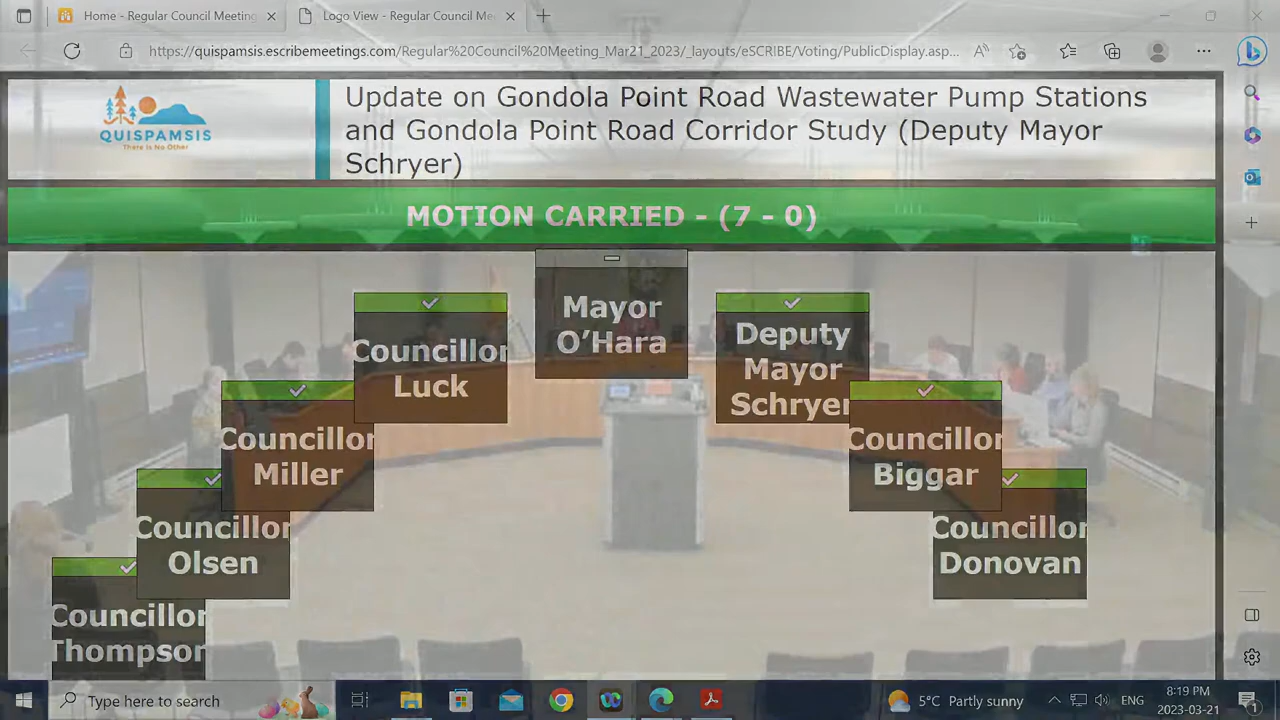 Home - Regular Council Meeting
Logo View - Regular Council Me
https://quispamsis.escribemeetings.com/Regular%20Council%20Meeting_Mar21_2023/_layouts/eSCRIBE/Voting/PublicDisplay.asp...
QUISPAMSIS
There Is No Other
Update on Gondola Point Road Wastewater Pump Stations
and Gondola Point Road Corridor Study (Deputy Mayor
Schryer)
MOTION CARRIED - (7 - 0)
Mayor
O’Hara
Councillor
Luck
Deputy
Mayor
Schryer
Councillor
Miller
Councillor
Biggar
Councillor
Olsen
Councillor
Donovan
Councillor
Thompson
Type here to search
5°C Partly sunny
ENG
8:19 PM
2023-03-21
1